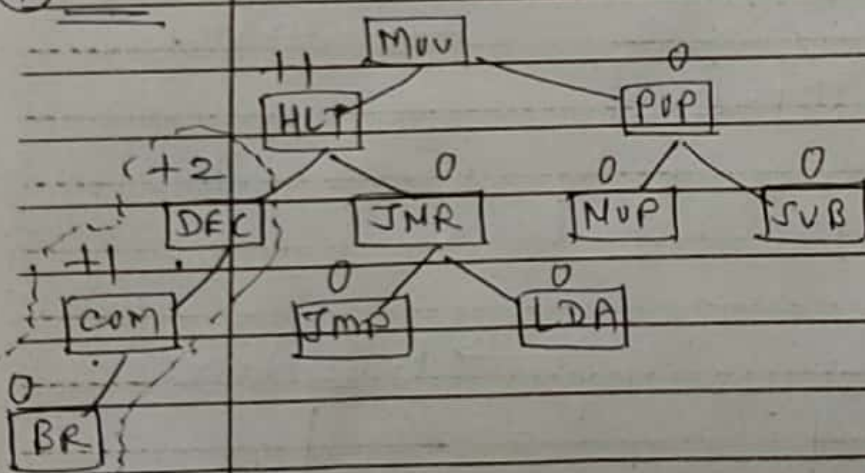 MOV
+1 0
HLT POP
+2 0 0 0
DEC JMR NOP SUB
+1 0 0
COM JMP LDA
0
BR